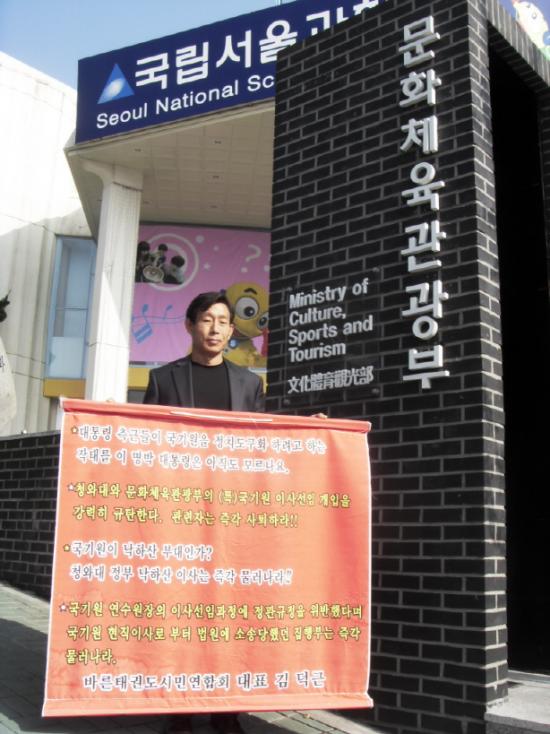 국립서울과
Seoul National Sc
문화체육관광부
Ministry of
Culture,
Sports and
Tourism
文化體育觀光部
*대통령 측근들이 국기원을 정치도구화 하려고 하는
작태를 이 명박 대통령은 아직도 모르나요.
*청와대와 문화체육관광부의 (특)국기원 이사선임 개입을
강력히 규탄한다. 관련자는 즉각 사퇴하라!!
*국기원이 낙하산 부대인가?
청와대 정부 낙하산 이사는 즉각 물러나라!!
*국기원 연수원장의 이사선임과정에 정관규정을 위반했다며
국기원 현직이사로 부터 법원에 소송당했던 집행부는 즉각
물러나라.
바른태권도시민연합회 대표 김 덕근